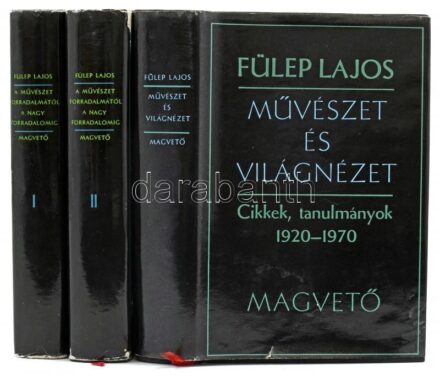 FÜLEP LAJOS
A MŰVÉSZET
FORRADALMÁTÓL
A NAGY
FORRADALOMIG
MAGVETŐ
I
FÜLEP LAJOS
A MŰVÉSZET
FORRADALMÁTÓL
A NAGY
FORRADALOMIG
MAGVETŐ
II
FÜLEP LAJOS
MŰVÉSZET
ÉS
VILÁGNÉZET
MAGVETŐ
FÜLEP LAJOS
MŰVÉSZET
ÉS
VILÁGNÉZET
Cikkek, tanulmányok
1920–1970
MAGVETŐ
darabanth